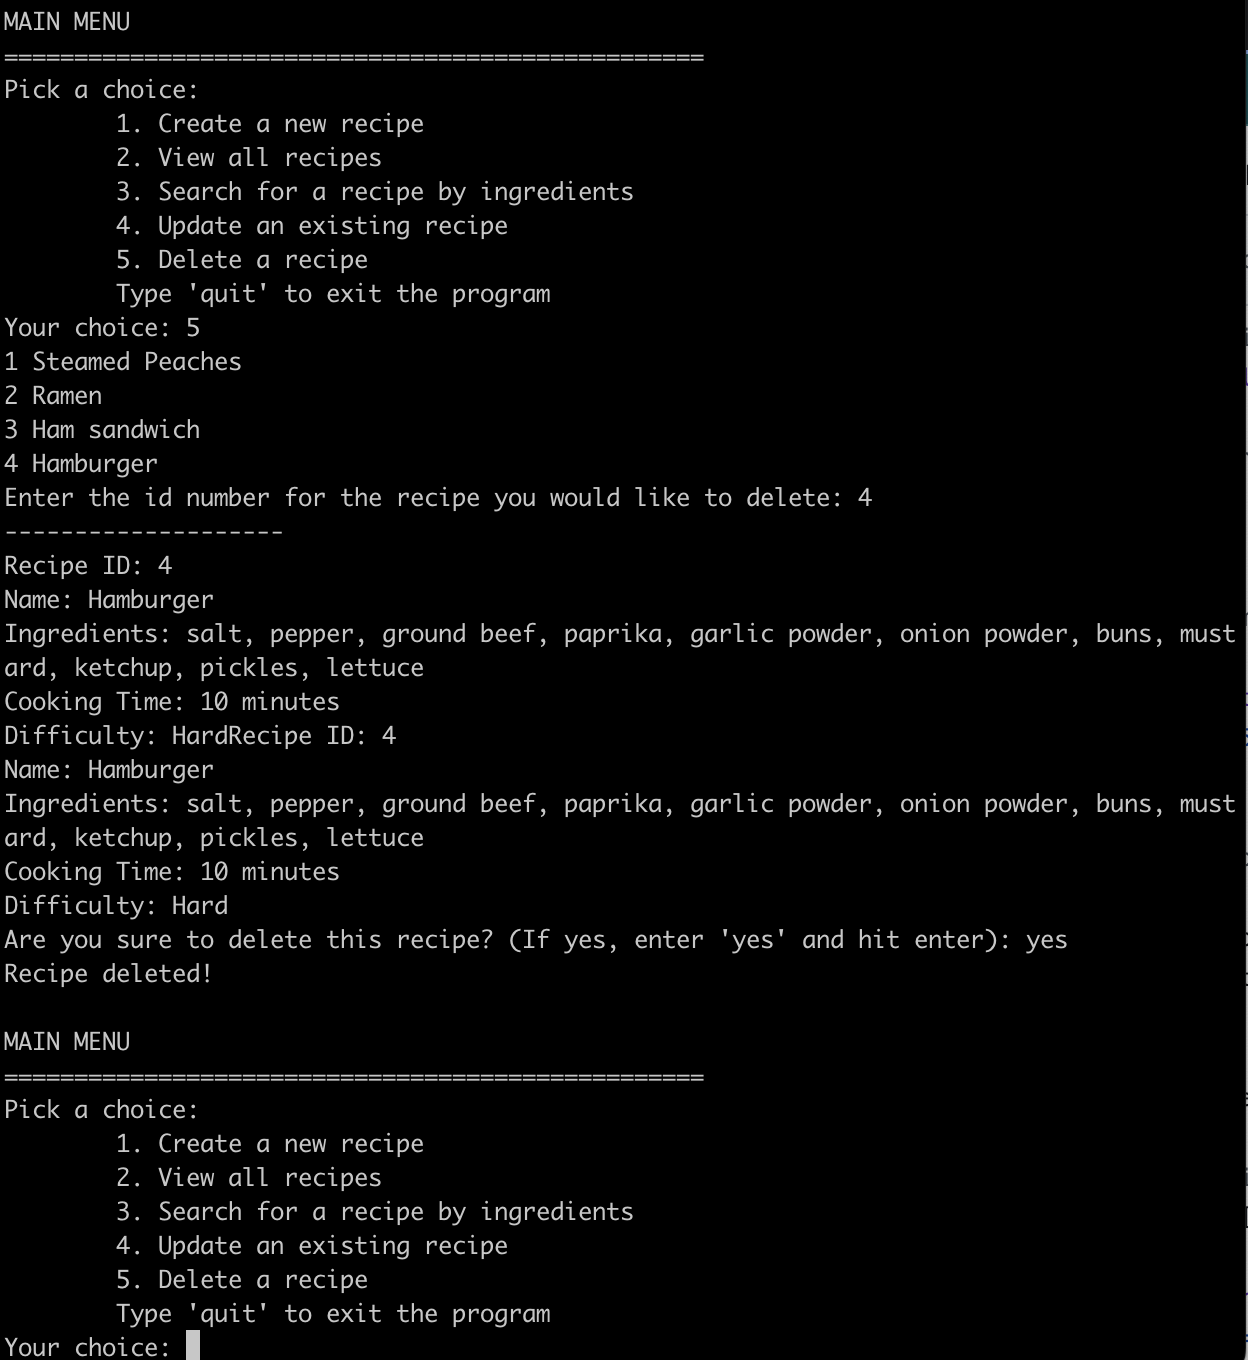 MAIN MENU
==================================================
Pick a choice:
        1. Create a new recipe
        2. View all recipes
        3. Search for a recipe by ingredients
        4. Update an existing recipe
        5. Delete a recipe
        Type 'quit' to exit the program
Your choice: 5
1 Steamed Peaches
2 Ramen
3 Ham sandwich
4 Hamburger
Enter the id number for the recipe you would like to delete: 4
--------------------
Recipe ID: 4
Name: Hamburger
Ingredients: salt, pepper, ground beef, paprika, garlic powder, onion powder, buns, must
ard, ketchup, pickles, lettuce
Cooking Time: 10 minutes
Difficulty: HardRecipe ID: 4
Name: Hamburger
Ingredients: salt, pepper, ground beef, paprika, garlic powder, onion powder, buns, must
ard, ketchup, pickles, lettuce
Cooking Time: 10 minutes
Difficulty: Hard
Are you sure to delete this recipe? (If yes, enter 'yes' and hit enter): yes
Recipe deleted!

MAIN MENU
==================================================
Pick a choice:
        1. Create a new recipe
        2. View all recipes
        3. Search for a recipe by ingredients
        4. Update an existing recipe
        5. Delete a recipe
        Type 'quit' to exit the program
Your choice: